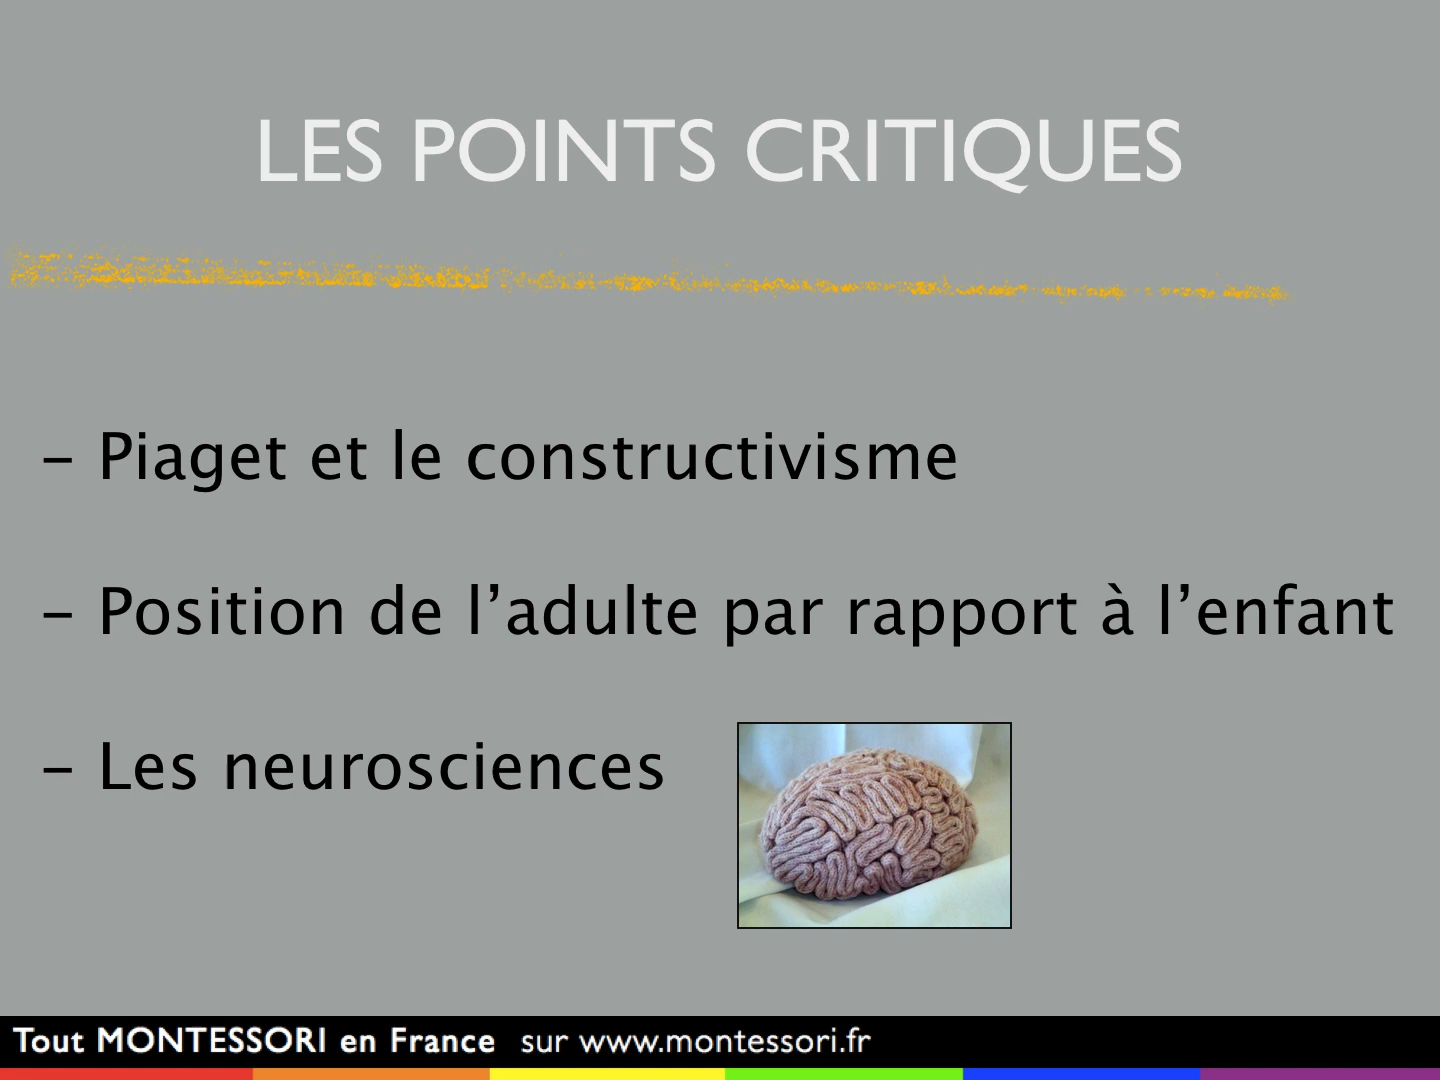 LES POINTS CRITIQUES
– Piaget et le constructivisme
– Position de l’adulte par rapport à l’enfant
– Les neurosciences
Tout MONTESSORI en France sur www.montessori.fr